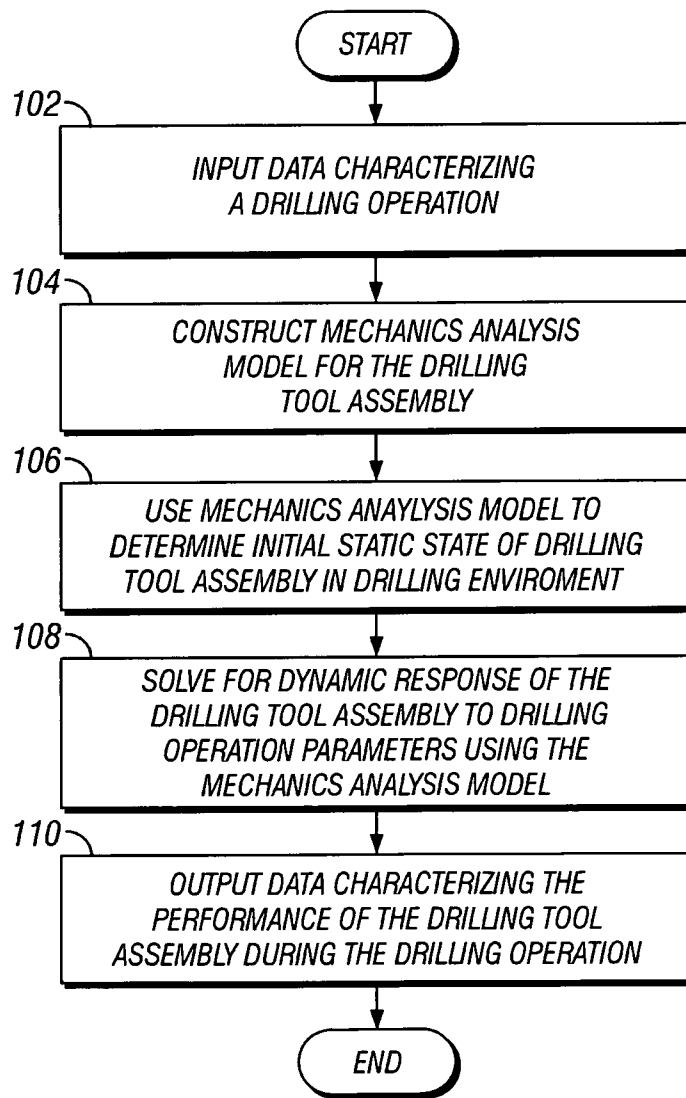 START
102
INPUT DATA CHARACTERIZING
A DRILLING OPERATION
104
CONSTRUCT MECHANICS ANALYSIS
MODEL FOR THE DRILLING
TOOL ASSEMBLY
106
USE MECHANICS ANAYLYSIS MODEL TO
DETERMINE INITIAL STATIC STATE OF DRILLING
TOOL ASSEMBLY IN DRILLING ENVIROMENT
108
SOLVE FOR DYNAMIC RESPONSE OF THE
DRILLING TOOL ASSEMBLY TO DRILLING
OPERATION PARAMETERS USING THE
MECHANICS ANALYSIS MODEL
110
OUTPUT DATA CHARACTERIZING THE
PERFORMANCE OF THE DRILLING TOOL
ASSEMBLY DURING THE DRILLING OPERATION
END